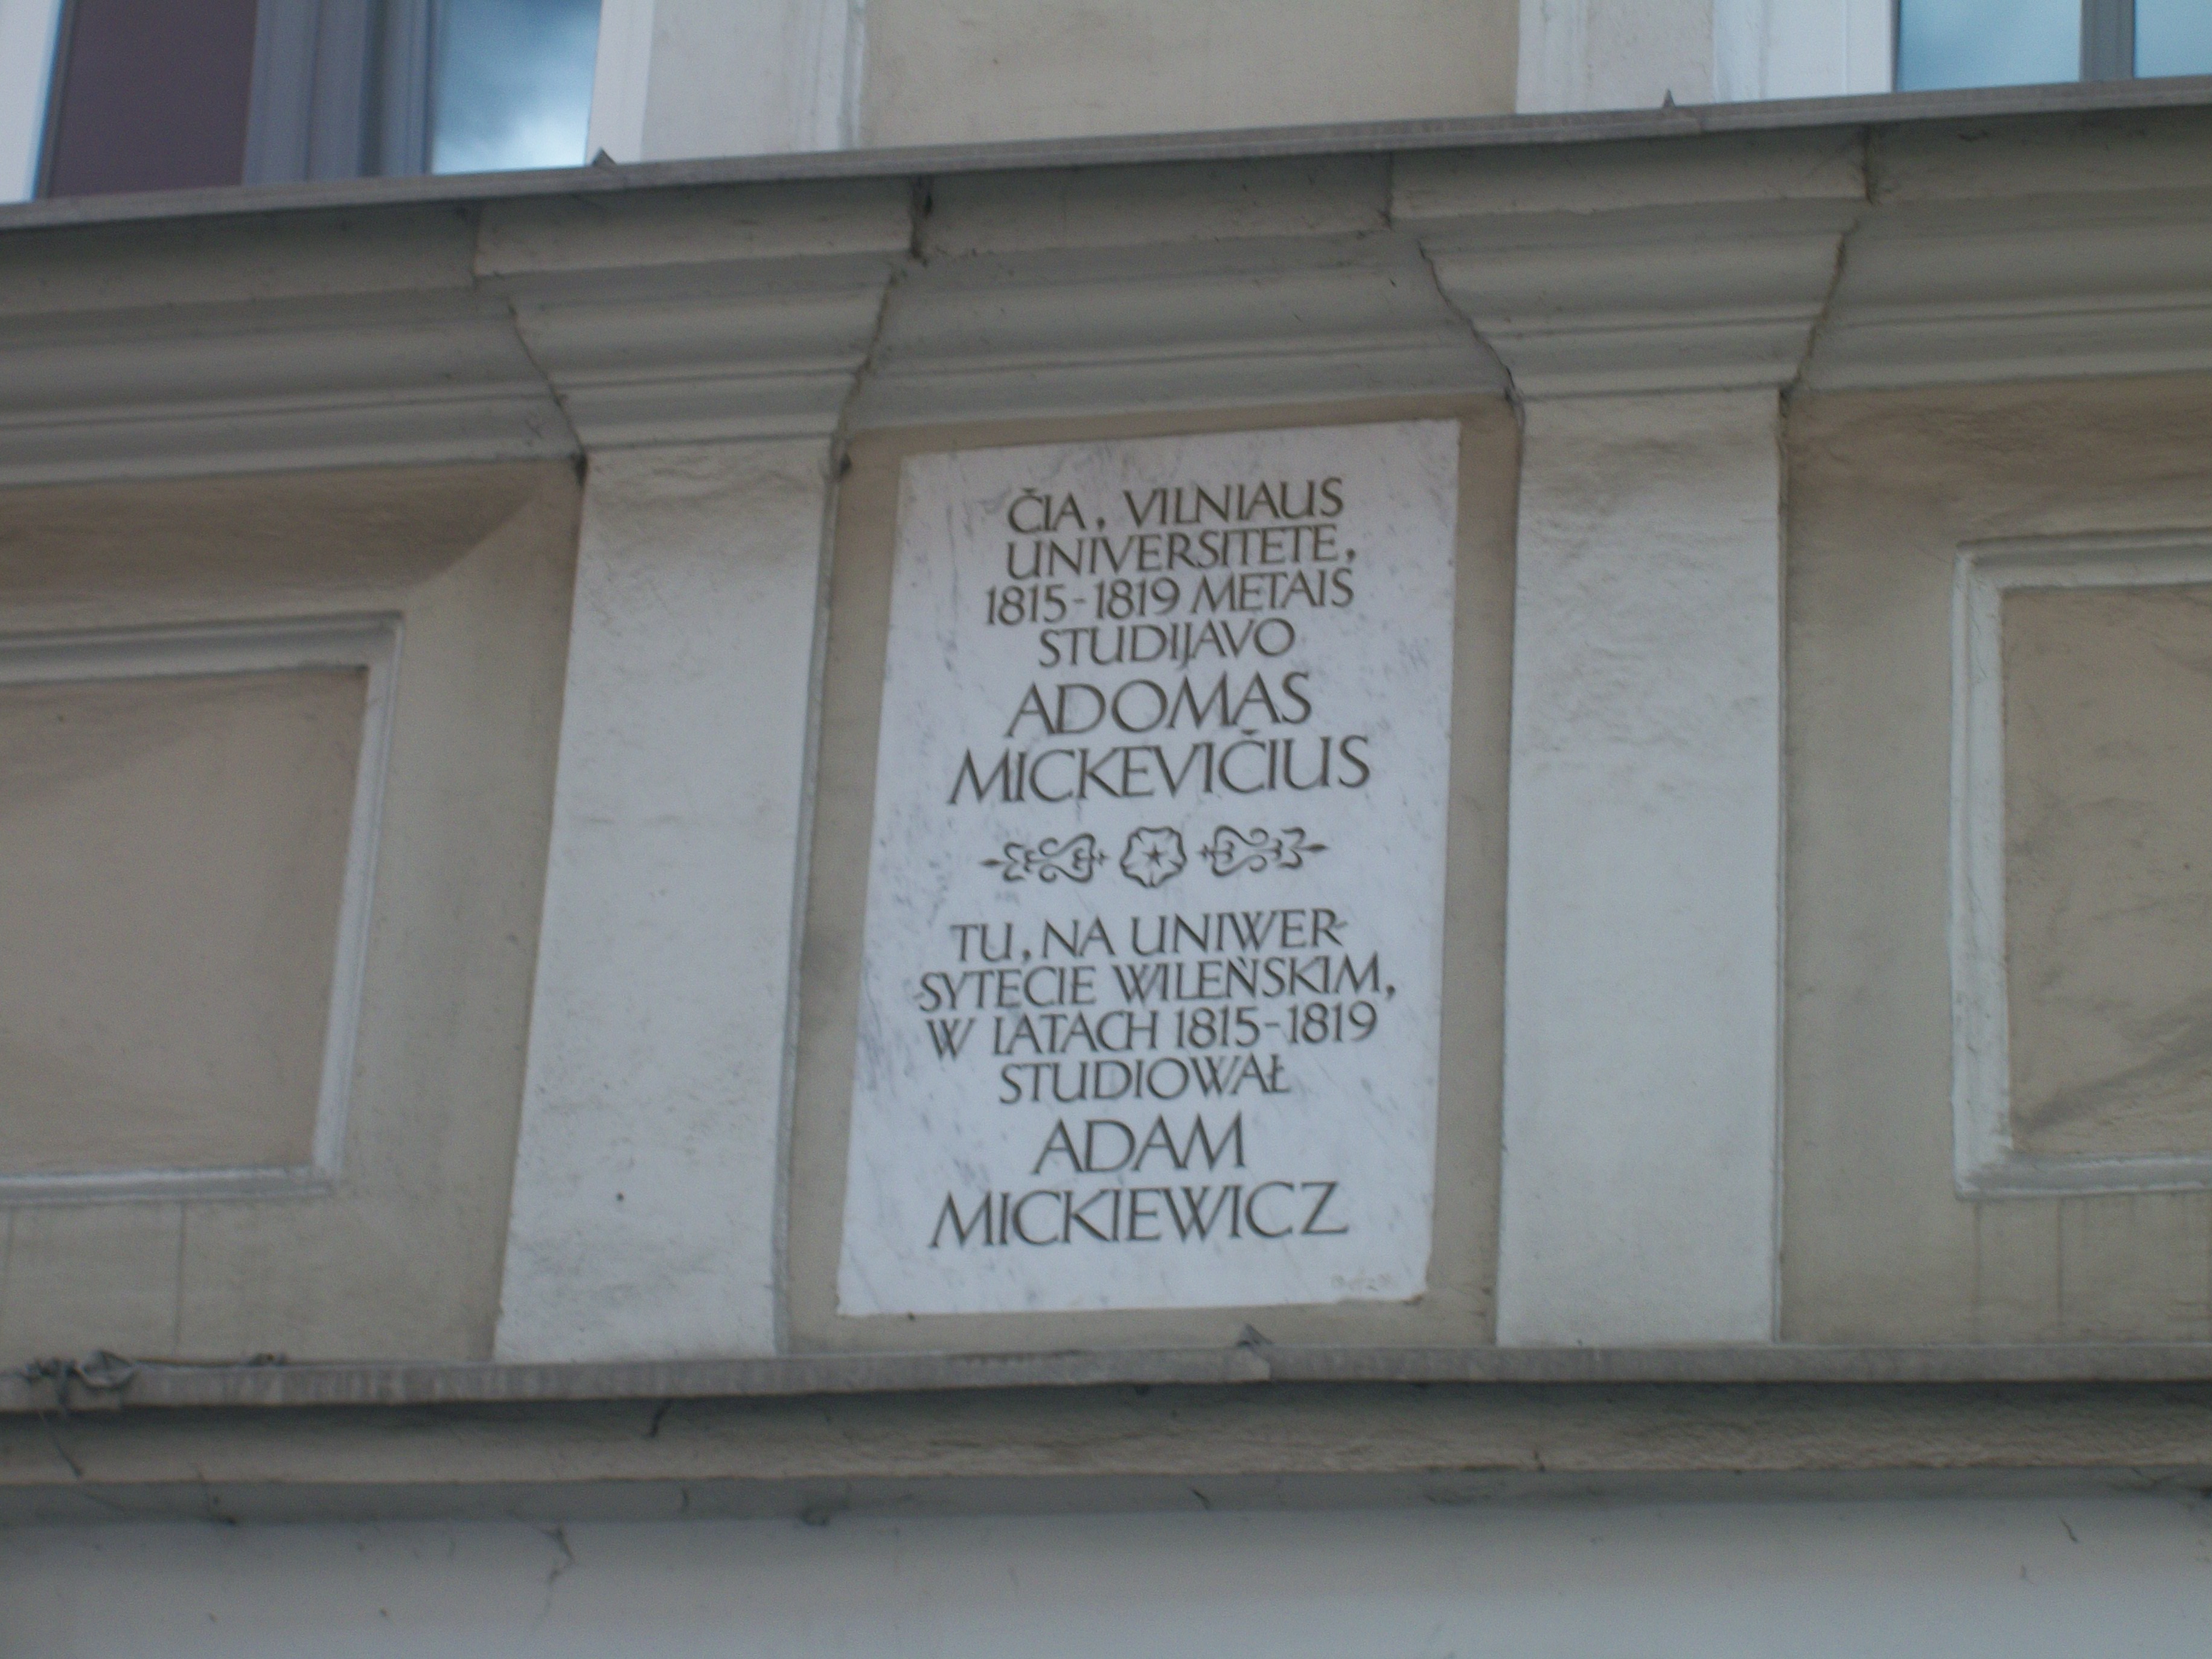 ČIA, VILNIAUS
UNIVERSITETE,
1815-1819 METAIS
STUDIJAVO
ADOMAS
MICKEVIČIUS
TU, NA UNIWER-
SYTECIE WILEŃSKIM,
W LATACH 1815-1819
STUDIOWAŁ
ADAM
MICKIEWICZ